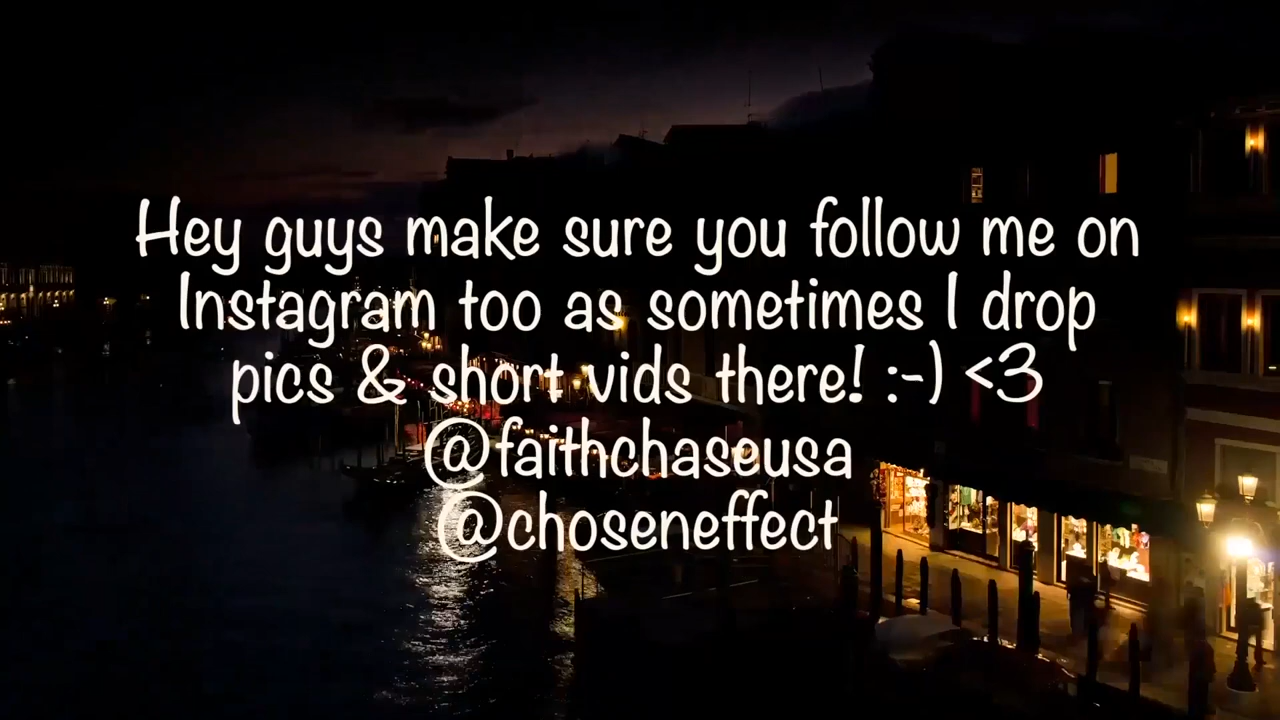 Hey guys make sure you follow me on
Instagram too as sometimes I drop
pics & short vids there! :-) <3
@faithchaseusa
@choseneffect